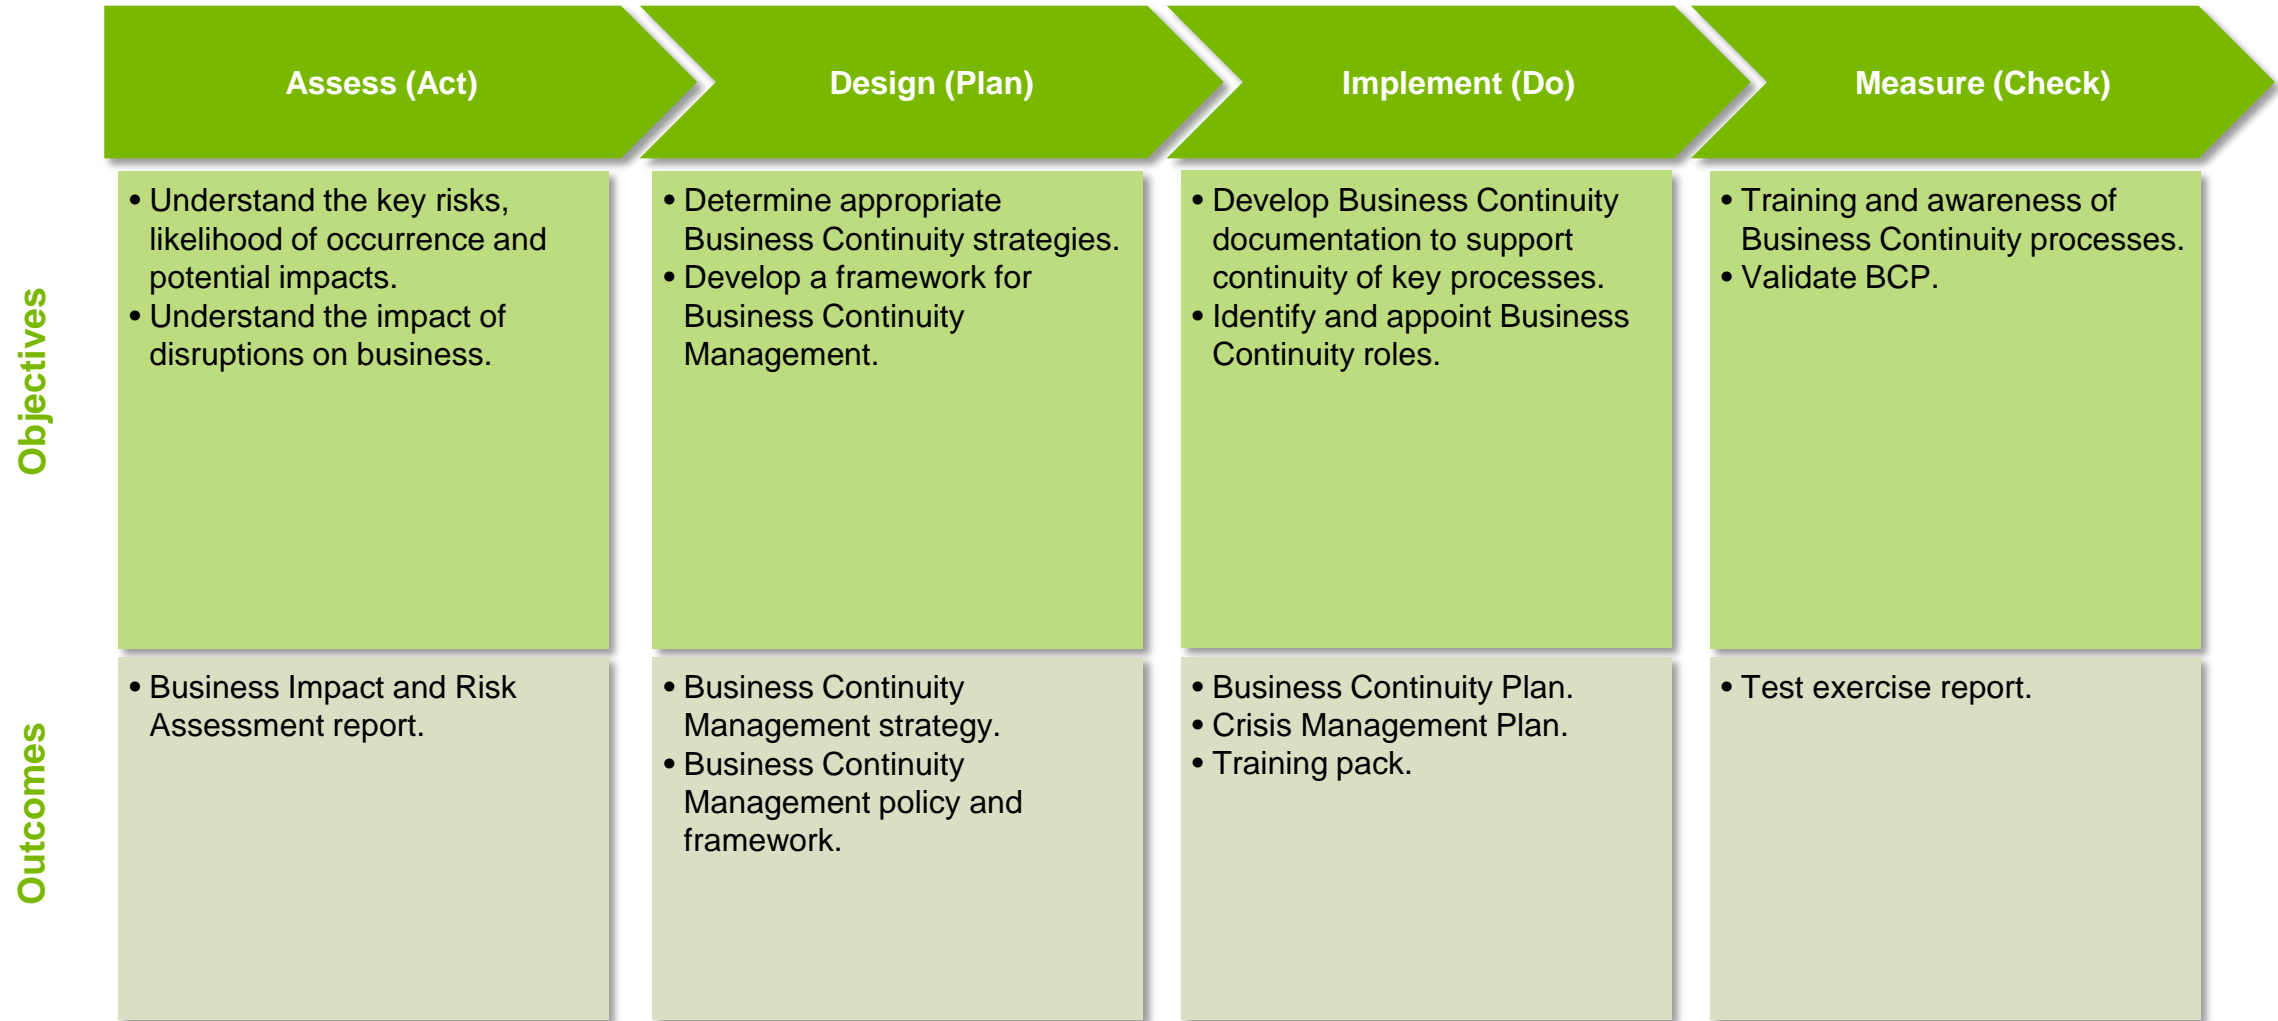 Assess (Act)
Design (Plan)
Implement (Do)
Measure (Check)
Objectives
• Understand the key risks,
likelihood of occurrence and
potential impacts.
• Understand the impact of
disruptions on business.
• Determine appropriate
Business Continuity strategies.
• Develop a framework for
Business Continuity
Management.
• Develop Business Continuity
documentation to support
continuity of key processes.
• Identify and appoint Business
Continuity roles.
• Training and awareness of
Business Continuity processes.
• Validate BCP.
Outcomes
• Business Impact and Risk
Assessment report.
• Business Continuity
Management strategy.
• Business Continuity
Management policy and
framework.
• Business Continuity Plan.
• Crisis Management Plan.
• Training pack.
• Test exercise report.